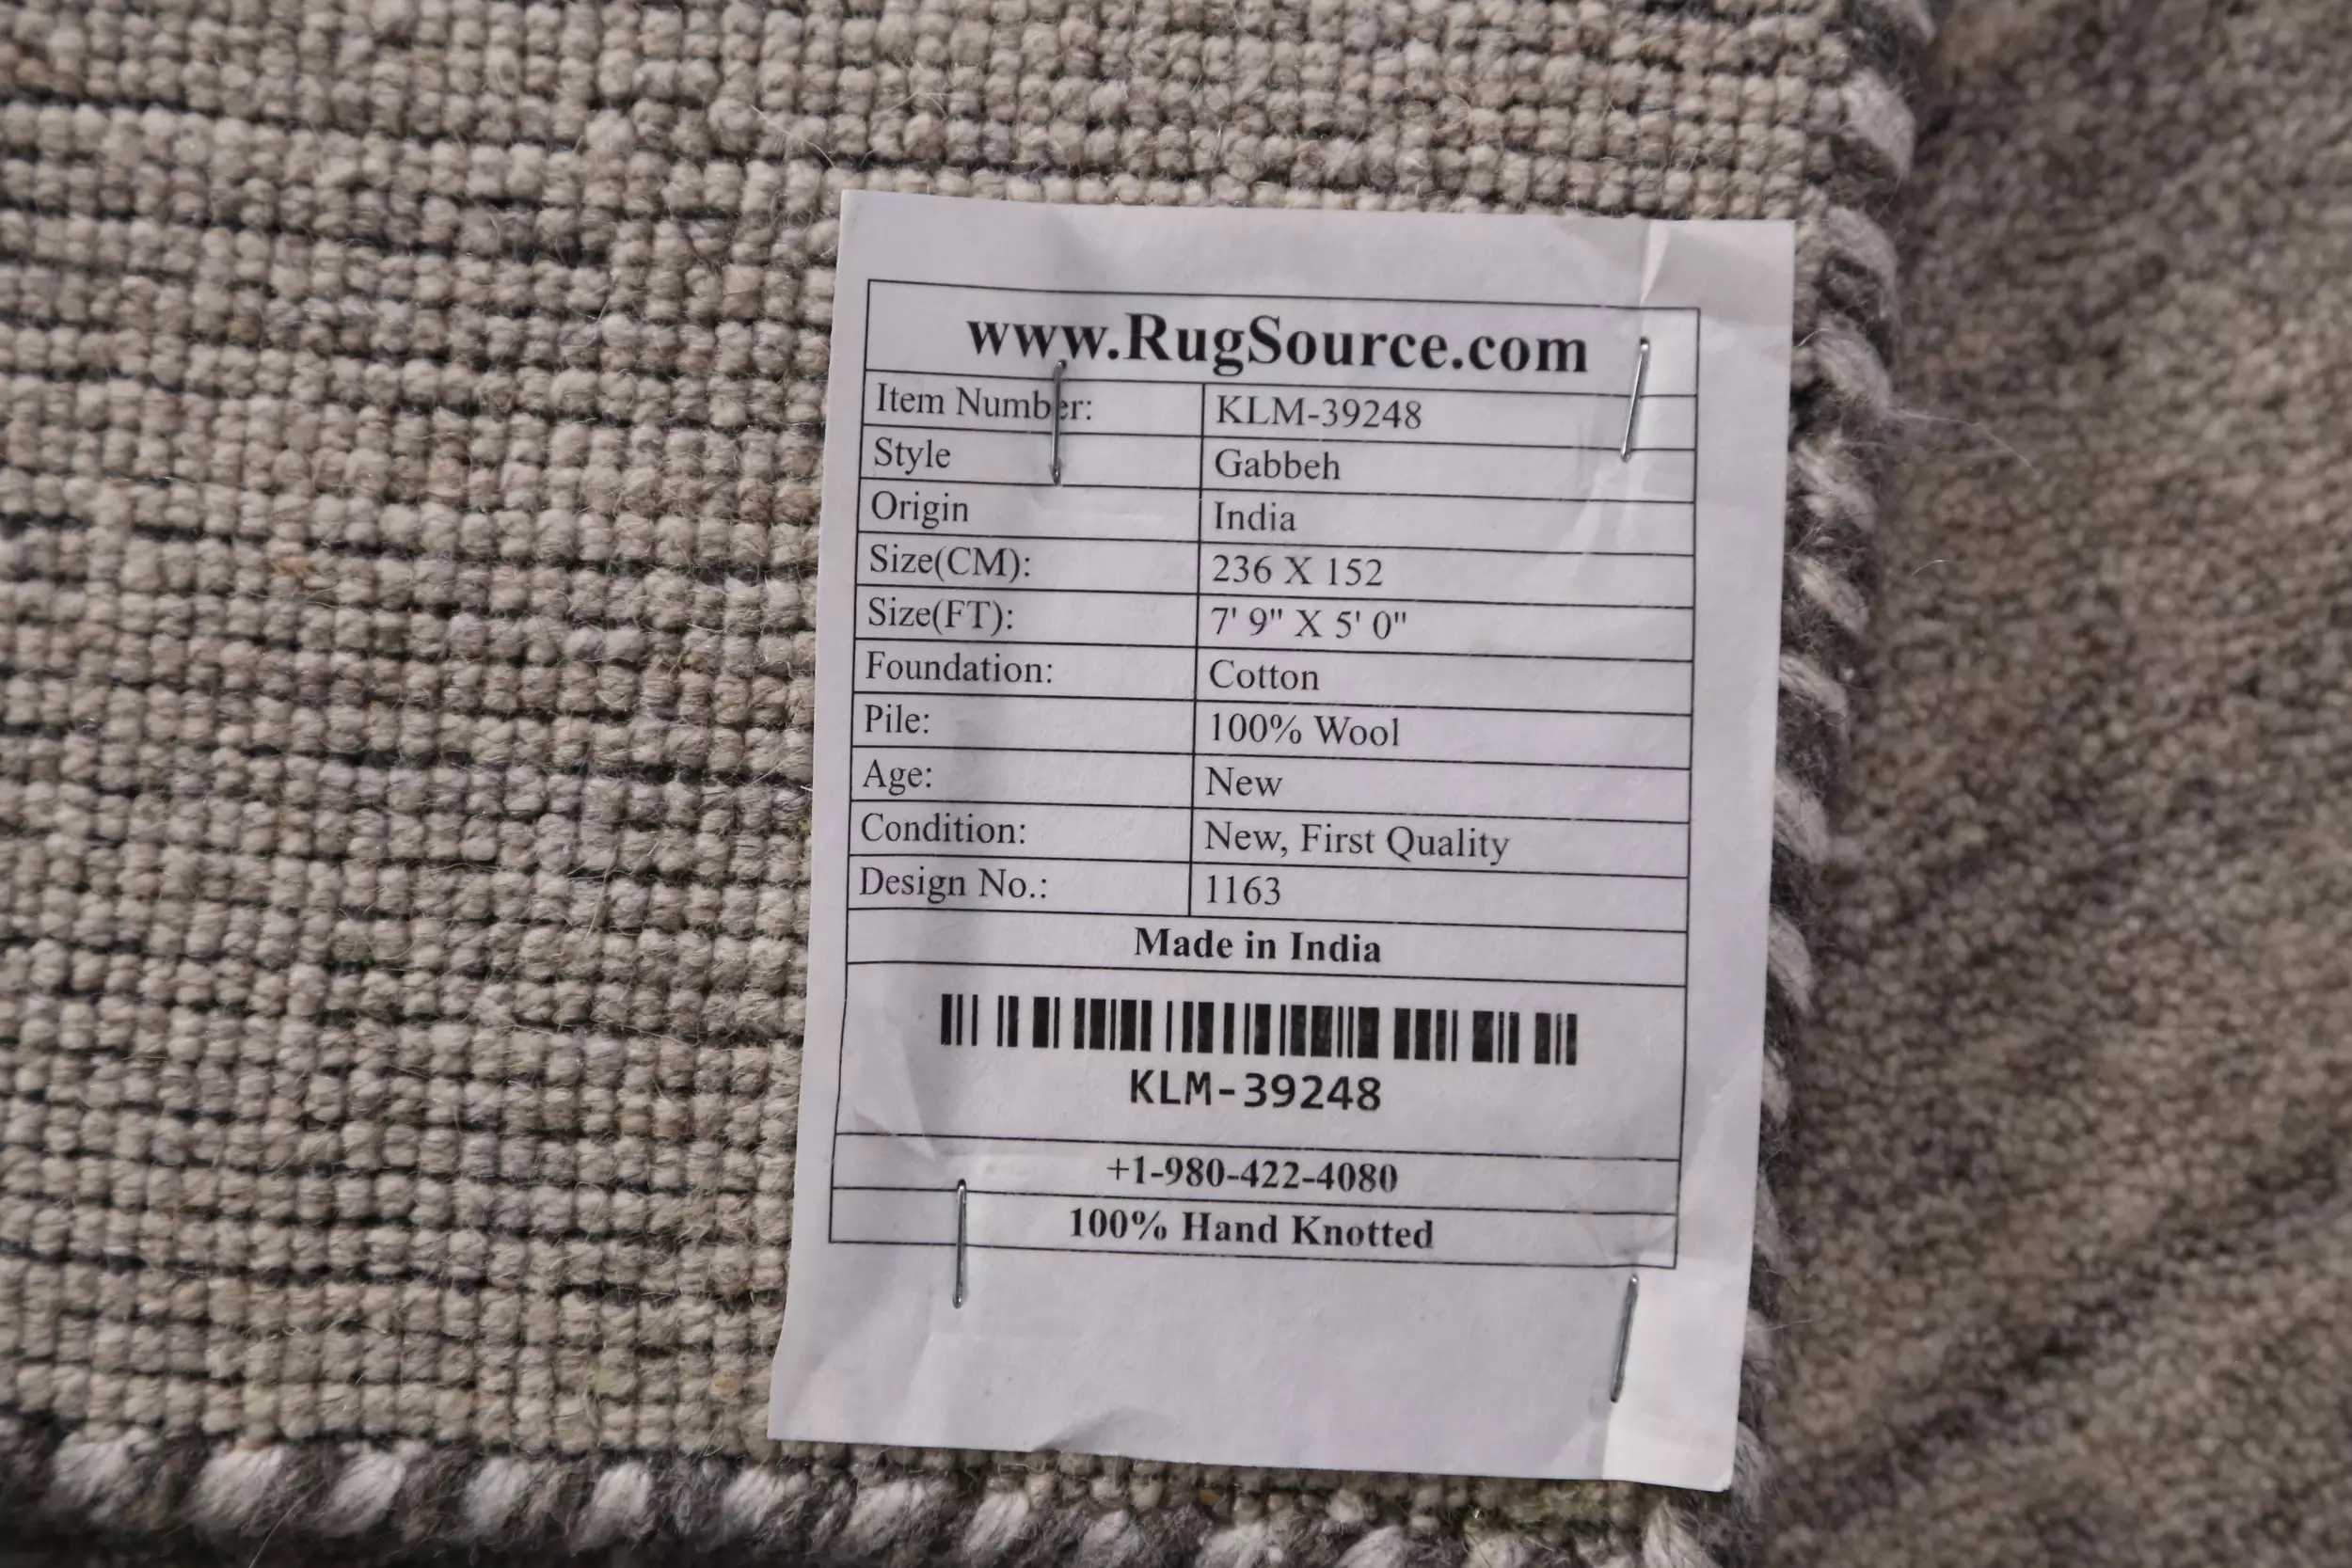 www.RugSource.com
Item Number: KLM-39248
Style Gabbeh
Origin India
Size(CM): 236 X 152
Size(FT): 7' 9" X 5' 0"
Foundation: Cotton
Pile: 100% Wool
Age: New
Condition: New, First Quality
Design No.: 1163
Made in India
KLM-39248
+1-980-422-4080
100% Hand Knotted